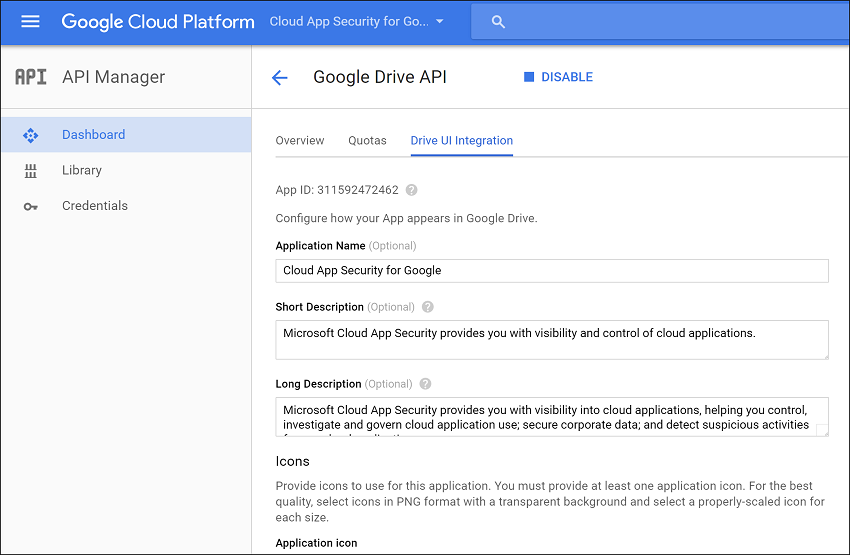 Google Cloud Platform
Cloud App Security for Go...
API
API Manager
Google Drive API
DISABLE
Dashboard
Library
Credentials
Overview
Quotas
Drive UI Integration
App ID: 311592472462
?
Configure how your App appears in Google Drive.
Application Name (Optional)
Cloud App Security for Google
Short Description (Optional)
?
Microsoft Cloud App Security provides you with visibility and control of cloud applications.
Long Description (Optional)
?
Microsoft Cloud App Security provides you with visibility into cloud applications, helping you control,
investigate and govern cloud application use; secure corporate data; and detect suspicious activities
Icons
Provide icons to use for this application. You must provide at least one application icon. For the best
quality, select icons in PNG format with a transparent background and select a properly-scaled icon for
each size.
Application icon